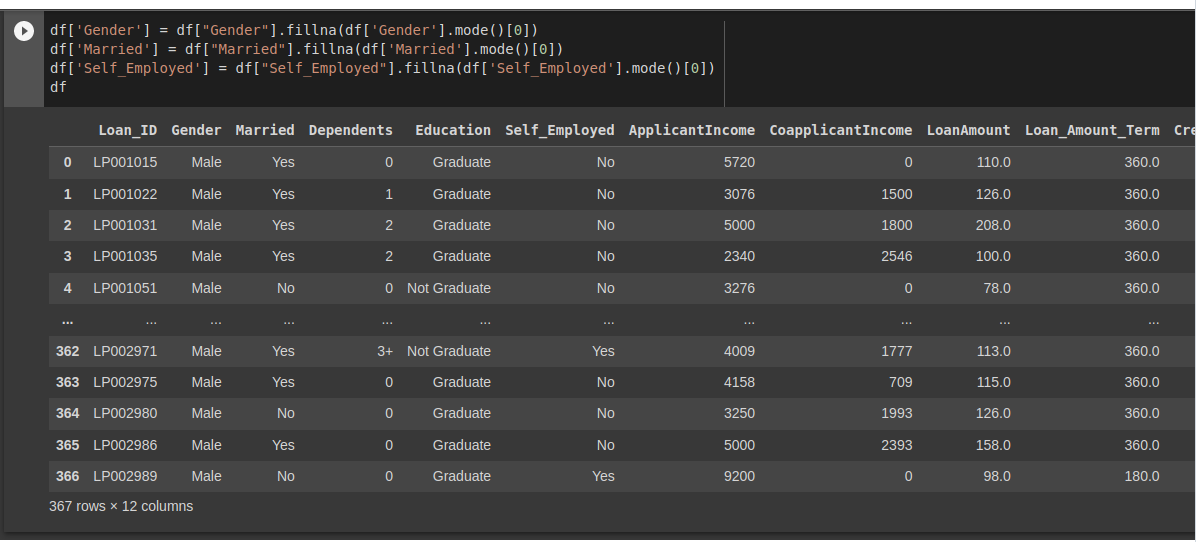 df['Gender'] = df["Gender"].fillna(df['Gender'].mode()[0])
df['Married'] = df["Married"].fillna(df['Married'].mode()[0])
df['Self_Employed'] = df["Self_Employed"].fillna(df['Self_Employed'].mode()[0])
df
Loan_ID Gender Married Dependents Education Self_Employed ApplicantIncome CoapplicantIncome LoanAmount Loan_Amount_Term Cre
0 LP001015 Male Yes 0 Graduate No 5720 0 110.0 360.0
1 LP001022 Male Yes 1 Graduate No 3076 1500 126.0 360.0
2 LP001031 Male Yes 2 Graduate No 5000 1800 208.0 360.0
3 LP001035 Male Yes 2 Graduate No 2340 2546 100.0 360.0
4 LP001051 Male No 0 Not Graduate No 3276 0 78.0 360.0
... ... ... ... ... ... ... ... ... ... ...
362 LP002971 Male Yes 3+ Not Graduate Yes 4009 1777 113.0 360.0
363 LP002975 Male Yes 0 Graduate No 4158 709 115.0 360.0
364 LP002980 Male No 0 Graduate No 3250 1993 126.0 360.0
365 LP002986 Male Yes 0 Graduate No 5000 2393 158.0 360.0
366 LP002989 Male No 0 Graduate Yes 9200 0 98.0 180.0
367 rows × 12 columns